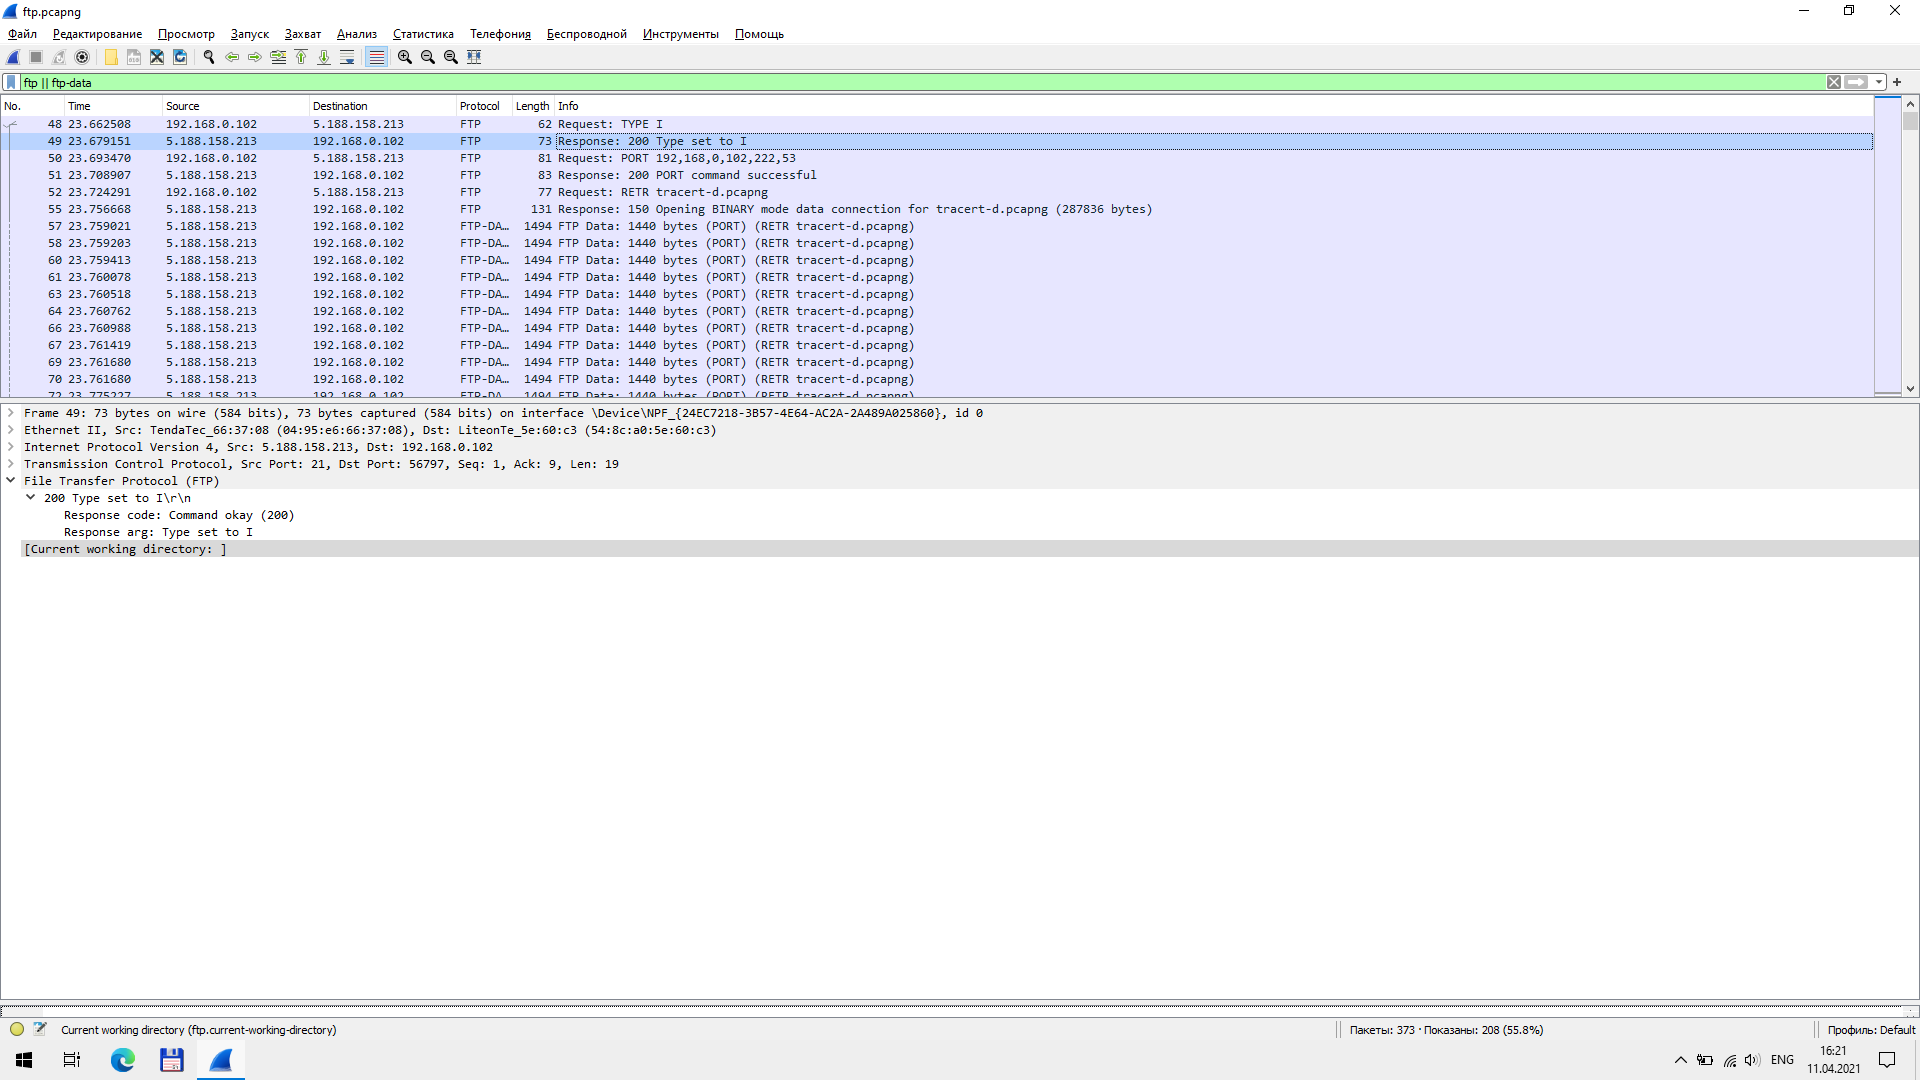 ftp.pcapng
Файл Редактирование Просмотр Запуск Захват Анализ Статистика Телефония Беспроводной Инструменты Помощь
ftp || ftp-data
No. Time Source Destination Protocol Length Info
48 23.662508 192.168.0.102 5.188.158.213 FTP 62 Request: TYPE I
49 23.679151 5.188.158.213 192.168.0.102 FTP 73 Response: 200 Type set to I
50 23.693470 192.168.0.102 5.188.158.213 FTP 81 Request: PORT 192,168,0,102,222,53
51 23.708907 5.188.158.213 192.168.0.102 FTP 83 Response: 200 PORT command successful
52 23.724291 192.168.0.102 5.188.158.213 FTP 77 Request: RETR tracert-d.pcapng
55 23.756668 5.188.158.213 192.168.0.102 FTP 131 Response: 150 Opening BINARY mode data connection for tracert-d.pcapng (287836 bytes)
57 23.759021 5.188.158.213 192.168.0.102 FTP-DA… 1494 FTP Data: 1440 bytes (PORT) (RETR tracert-d.pcapng)
58 23.759203 5.188.158.213 192.168.0.102 FTP-DA… 1494 FTP Data: 1440 bytes (PORT) (RETR tracert-d.pcapng)
60 23.759413 5.188.158.213 192.168.0.102 FTP-DA… 1494 FTP Data: 1440 bytes (PORT) (RETR tracert-d.pcapng)
61 23.760078 5.188.158.213 192.168.0.102 FTP-DA… 1494 FTP Data: 1440 bytes (PORT) (RETR tracert-d.pcapng)
63 23.760518 5.188.158.213 192.168.0.102 FTP-DA… 1494 FTP Data: 1440 bytes (PORT) (RETR tracert-d.pcapng)
64 23.760762 5.188.158.213 192.168.0.102 FTP-DA… 1494 FTP Data: 1440 bytes (PORT) (RETR tracert-d.pcapng)
66 23.760988 5.188.158.213 192.168.0.102 FTP-DA… 1494 FTP Data: 1440 bytes (PORT) (RETR tracert-d.pcapng)
67 23.761419 5.188.158.213 192.168.0.102 FTP-DA… 1494 FTP Data: 1440 bytes (PORT) (RETR tracert-d.pcapng)
69 23.761680 5.188.158.213 192.168.0.102 FTP-DA… 1494 FTP Data: 1440 bytes (PORT) (RETR tracert-d.pcapng)
70 23.761680 5.188.158.213 192.168.0.102 FTP-DA… 1494 FTP Data: 1440 bytes (PORT) (RETR tracert-d.pcapng)
72 23.775227 5.188.158.213 192.168.0.102 FTP-DA… 1494 FTP Data: 1440 bytes (PORT) (RETR tracert-d.pcapng)
Frame 49: 73 bytes on wire (584 bits), 73 bytes captured (584 bits) on interface \Device\NPF_{24EC7218-3B57-4E64-AC2A-2A489A025860}, id 0
Ethernet II, Src: TendaTec_66:37:08 (04:95:e6:66:37:08), Dst: LiteonTe_5e:60:c3 (54:8c:a0:5e:60:c3)
Internet Protocol Version 4, Src: 5.188.158.213, Dst: 192.168.0.102
Transmission Control Protocol, Src Port: 21, Dst Port: 56797, Seq: 1, Ack: 9, Len: 19
File Transfer Protocol (FTP)
200 Type set to I\r\n
Response code: Command okay (200)
Response arg: Type set to I
[Current working directory: ]
Current working directory (ftp.current-working-directory)
Пакеты: 373 · Показаны: 208 (55.8%)
Профиль: Default
ENG
16:21
11.04.2021